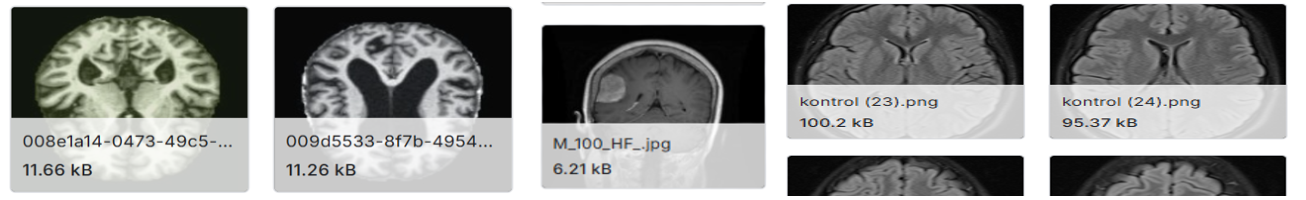 008e1a14-0473-49c5-...
11.66 kB
009d5533-8f7b-4954...
11.26 kB
M_100_HF_.jpg
6.21 kB
kontrol (23).png
100.2 kB
kontrol (24).png
95.37 kB